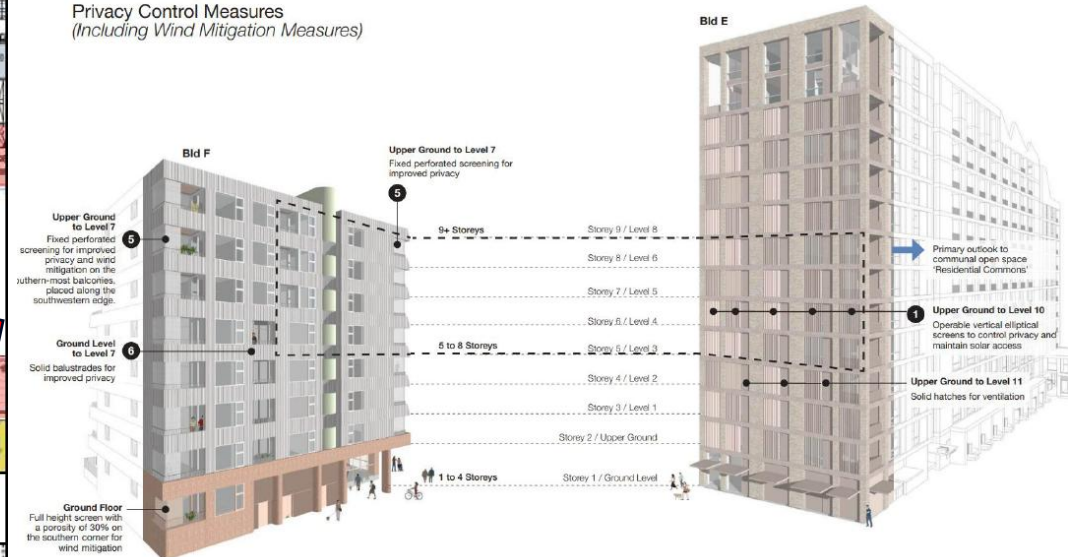 Privacy Control Measures
(Including Wind Mitigation Measures)
Bld E
Bld F
Upper Ground to Level 7
Fixed perforated screening for
improved privacy
5
Upper Ground
to Level 7
5
Fixed perforated
screening for improved
privacy and wind
mitigation on the
uthern-most balconies,
placed along the
southwestern edge.
Ground Level
to Level 7
6
Solid balustrades for
improved privacy
Ground Floor
Full height screen with
a porosity of 30% on
the southern corner for
wind mitigation
9+ Storeys
Storey 9 / Level 8
Storey 8 / Level 6
Storey 7 / Level 5
Storey 6 / Level 4
5 to 8 Storeys
Storey 5 / Level 3
Storey 4 / Level 2
Storey 3 / Level 1
Storey 2 / Upper Ground
1 to 4 Storeys
Storey 1 / Ground Level
Primary outlook to
communal open space
'Residential Commons'
1
Upper Ground to Level 10
Operable vertical elliptical
screens to control privacy and
maintain solar access
Upper Ground to Level 11
Solid hatches for ventilation